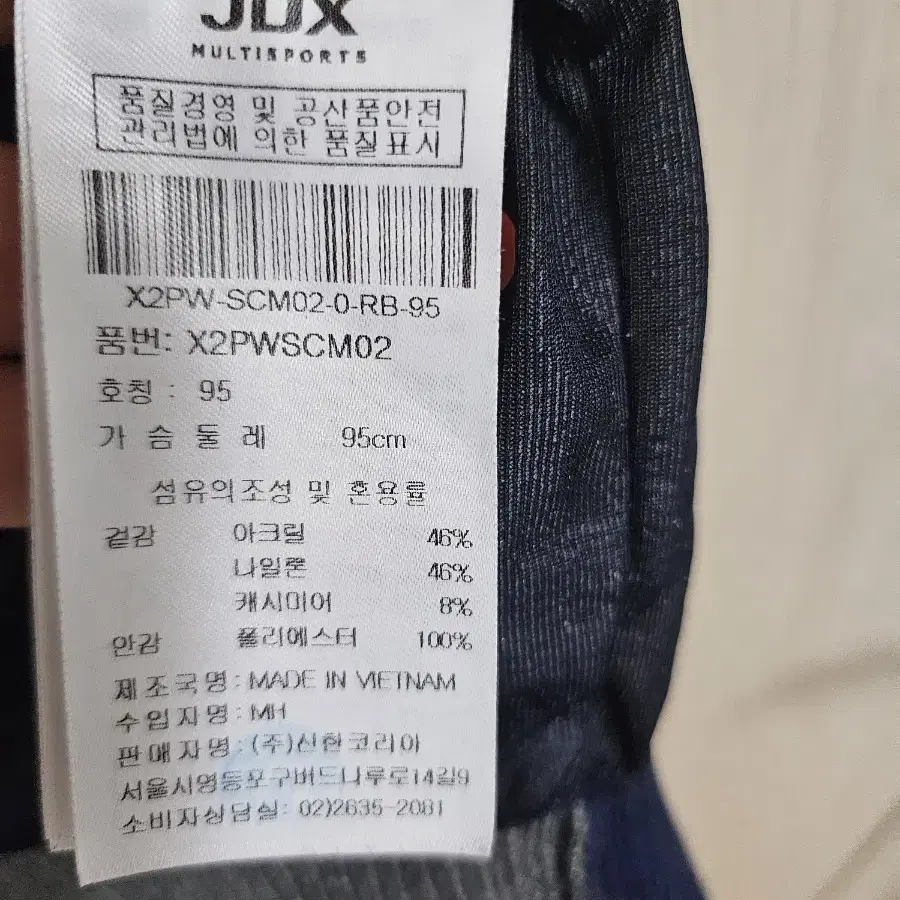 JDX
MULTISPORTS
품질경영 및 공산품안전
관리법에 의한 품질표시
X2PW-SCM02-0-RB-95
품번: X2PWSCM02
호칭 : 95
가 슴 둘 레 95cm
섬유의조성 및 혼용률
겉감 아크릴 46%
나일론 46%
캐시미어 8%
안감 폴리에스터 100%
제조국명 : MADE IN VIETNAM
수입자명 : MH
판매자명 : (주)신한코리아
서울시영등포구버드나루로14길9
소비자상담실: 02)2635-2081